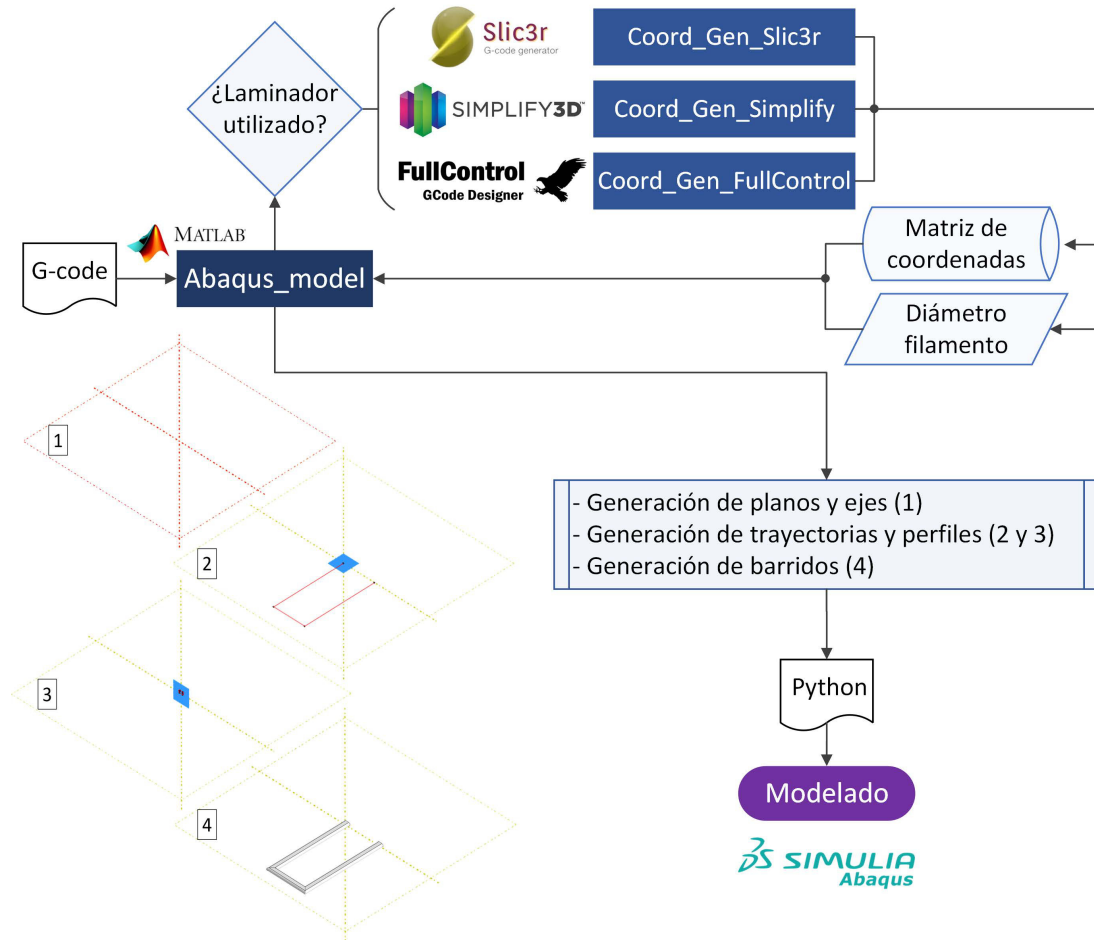 ¿Laminador
utilizado?
Slic3r
G-code generator
Coord_Gen_Slic3r
SIMPLIFY3D™
Coord_Gen_Simplify
FullControl
GCode Designer
Coord_Gen_FullControl
MATLAB
G-code
Abaqus_model
Matriz de
coordenadas
Diámetro
filamento
1
2
3
4
- Generación de planos y ejes (1)
- Generación de trayectorias y perfiles (2 y 3)
- Generación de barridos (4)
Python
Modelado
3DS SIMULIA
Abaqus